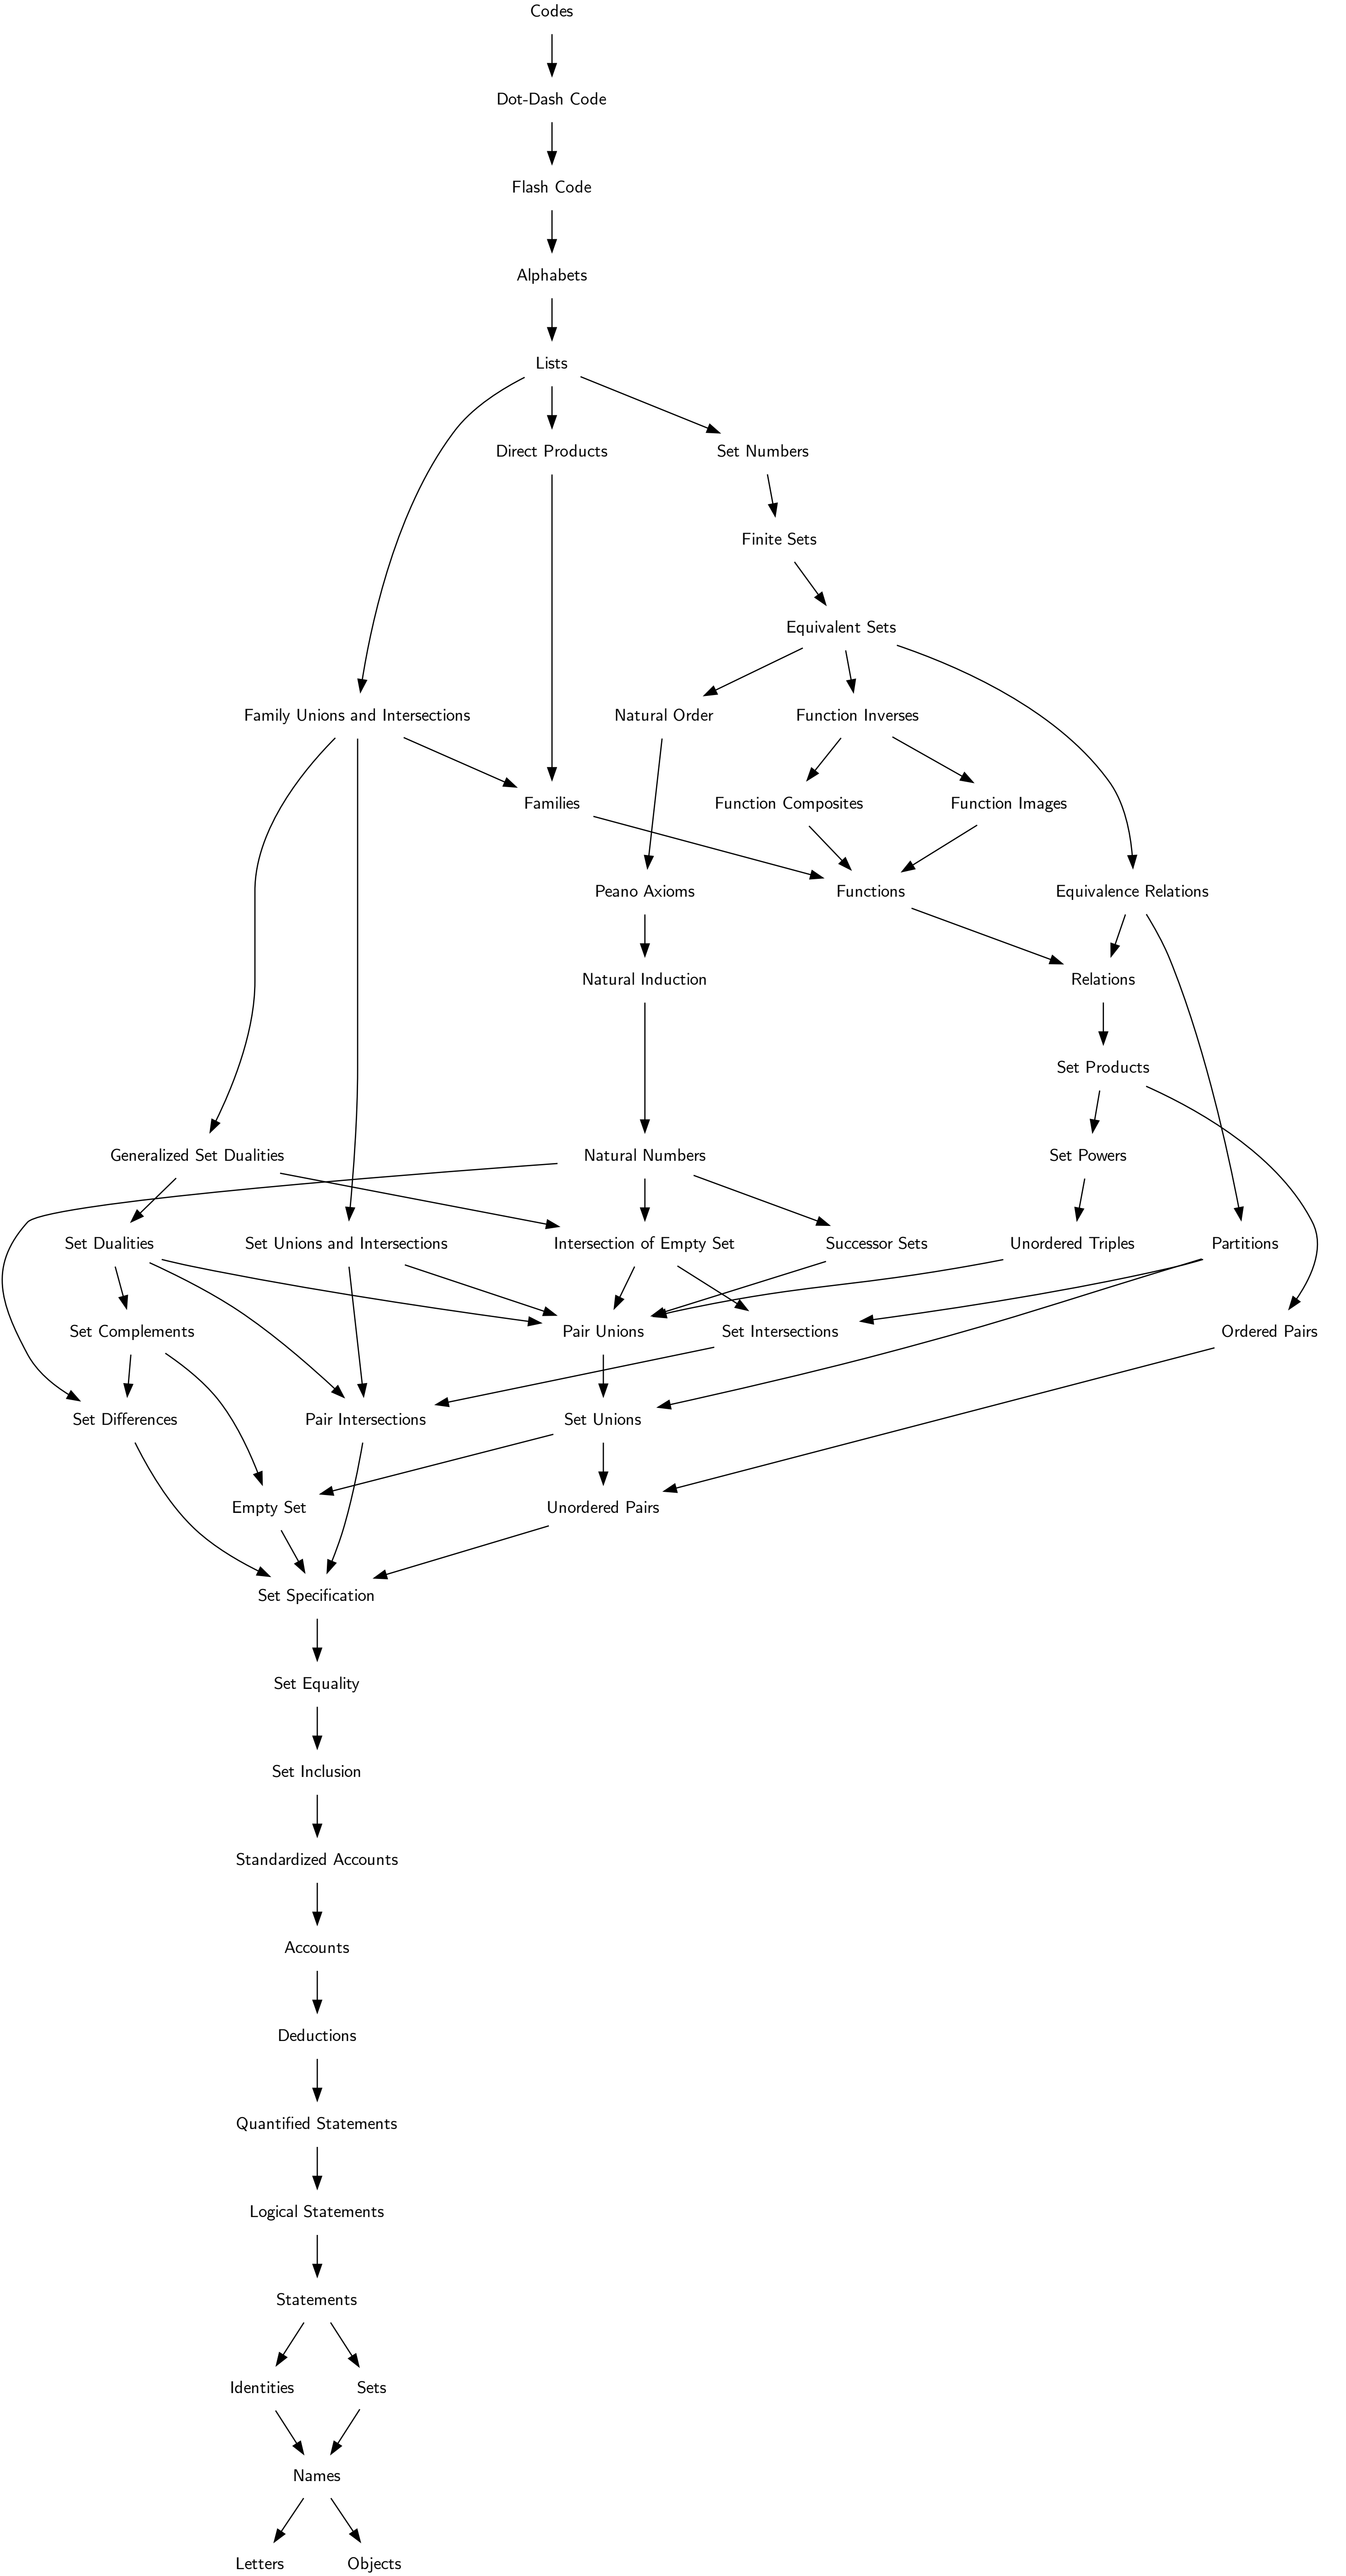 Codes
Dot-Dash Code
Flash Code
Alphabets
Lists
Direct Products
Set Numbers
Finite Sets
Equivalent Sets
Family Unions and Intersections
Natural Order
Function Inverses
Families
Function Composites
Function Images
Peano Axioms
Functions
Equivalence Relations
Natural Induction
Relations
Set Products
Generalized Set Dualities
Natural Numbers
Set Powers
Set Dualities
Set Unions and Intersections
Intersection of Empty Set
Successor Sets
Unordered Triples
Partitions
Set Complements
Pair Unions
Set Intersections
Ordered Pairs
Set Differences
Pair Intersections
Set Unions
Empty Set
Unordered Pairs
Set Specification
Set Equality
Set Inclusion
Standardized Accounts
Accounts
Deductions
Quantified Statements
Logical Statements
Statements
Identities
Sets
Names
Letters
Objects